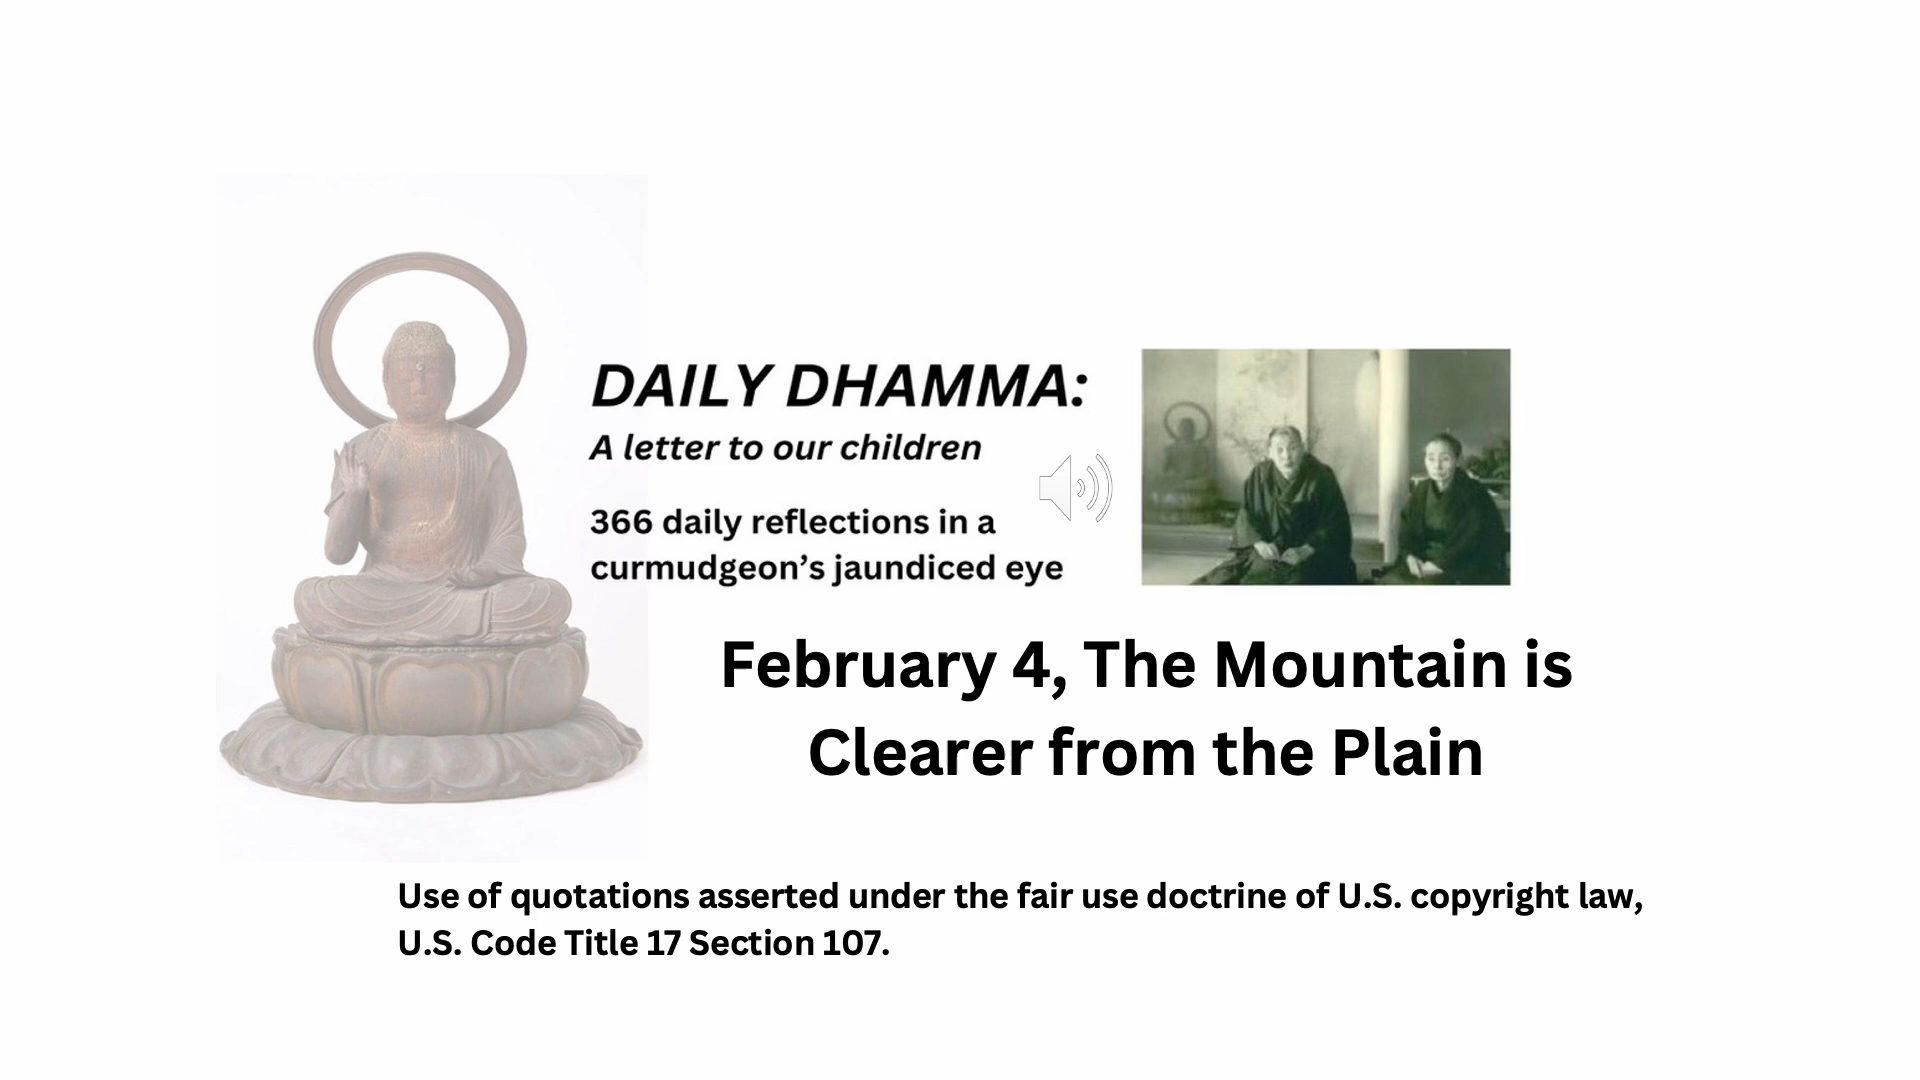 DAILY DHAMMA:
A letter to our children
366 daily reflections in a
curmudgeon’s jaundiced eye
February 4, The Mountain is
Clearer from the Plain
Use of quotations asserted under the fair use doctrine of U.S. copyright law,
U.S. Code Title 17 Section 107.